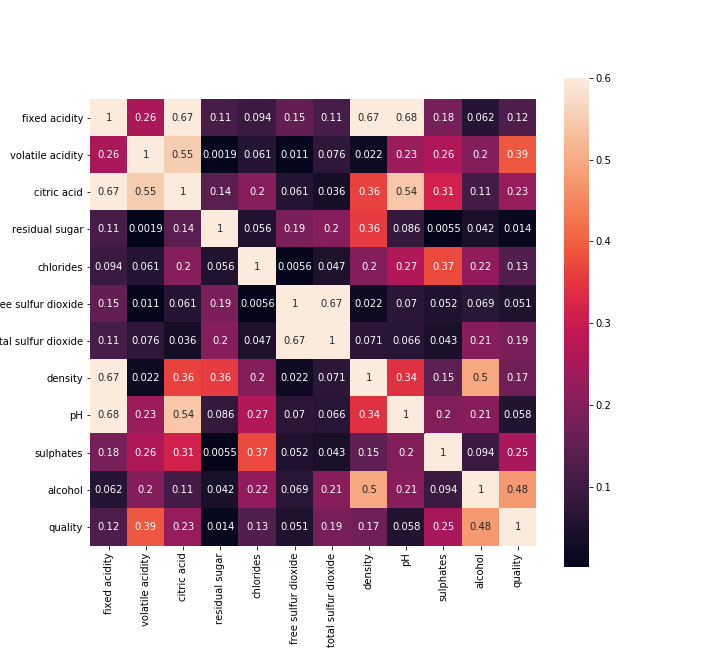 0.6
fixed acidity 1 0.26 0.67 0.11 0.094 0.15 0.11 0.67 0.68 0.18 0.062 0.12
volatile acidity 0.26 1 0.55 0.0019 0.061 0.011 0.076 0.022 0.23 0.26 0.2 0.39
0.5
citric acid 0.67 0.55 1 0.14 0.2 0.061 0.036 0.36 0.54 0.31 0.11 0.23
residual sugar 0.11 0.0019 0.14 1 0.056 0.19 0.2 0.36 0.086 0.0055 0.042 0.014
0.4
chlorides 0.094 0.061 0.2 0.056 1 0.0056 0.047 0.2 0.27 0.37 0.22 0.13
ee sulfur dioxide 0.15 0.011 0.061 0.19 0.0056 1 0.67 0.022 0.07 0.052 0.069 0.051
0.3
tal sulfur dioxide 0.11 0.076 0.036 0.2 0.047 0.67 1 0.071 0.066 0.043 0.21 0.19
density 0.67 0.022 0.36 0.36 0.2 0.022 0.071 1 0.34 0.15 0.5 0.17
0.2
pH 0.68 0.23 0.54 0.086 0.27 0.07 0.066 0.34 1 0.2 0.21 0.058
sulphates 0.18 0.26 0.31 0.0055 0.37 0.052 0.043 0.15 0.2 1 0.094 0.25
0.1
alcohol 0.062 0.2 0.11 0.042 0.22 0.069 0.21 0.5 0.21 0.094 1 0.48
quality 0.12 0.39 0.23 0.014 0.13 0.051 0.19 0.17 0.058 0.25 0.48 1
fixed acidity
volatile acidity
citric acid
residual sugar
chlorides
free sulfur dioxide
total sulfur dioxide
density
pH
sulphates
alcohol
quality